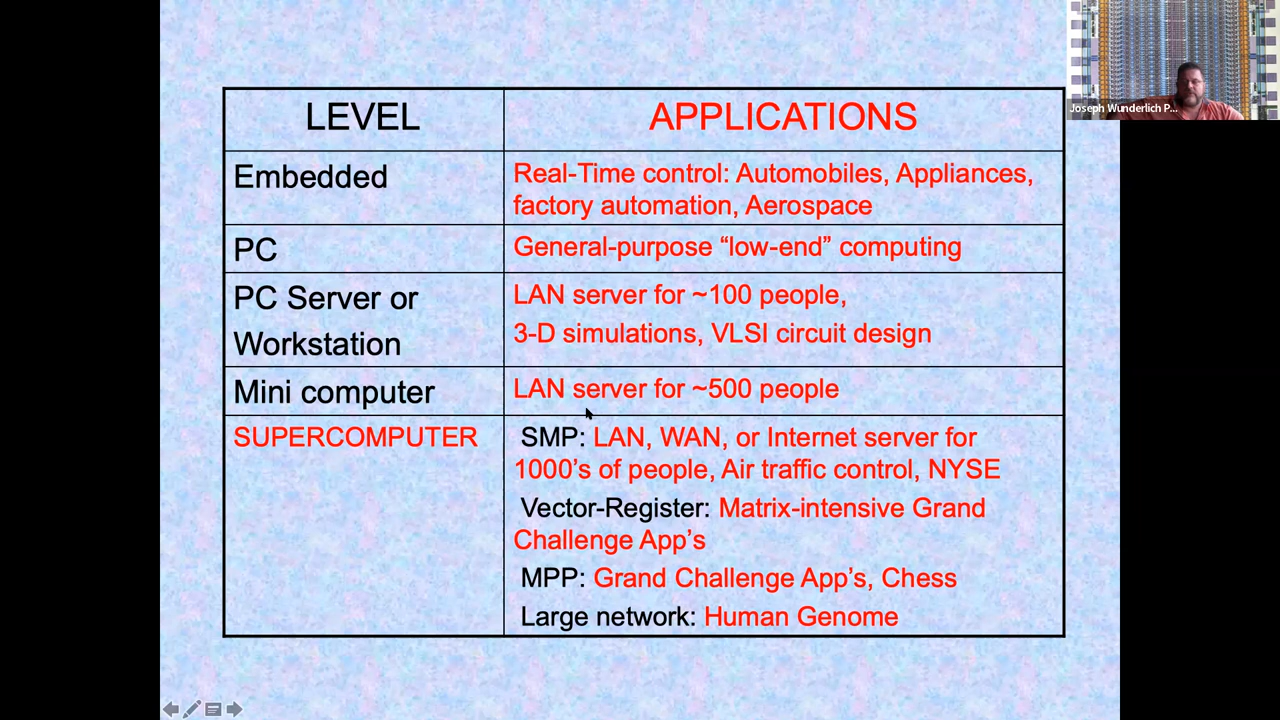 LEVEL
APPLICATIONS
Embedded
Real-Time control: Automobiles, Appliances,
factory automation, Aerospace
PC
General-purpose “low-end” computing
PC Server or
Workstation
LAN server for ~100 people,
3-D simulations, VLSI circuit design
Mini computer
LAN server for ~500 people
SUPERCOMPUTER
SMP: LAN, WAN, or Internet server for
1000’s of people, Air traffic control, NYSE
Vector-Register: Matrix-intensive Grand
Challenge App’s
MPP: Grand Challenge App’s, Chess
Large network: Human Genome
Joseph Wunderlich P...